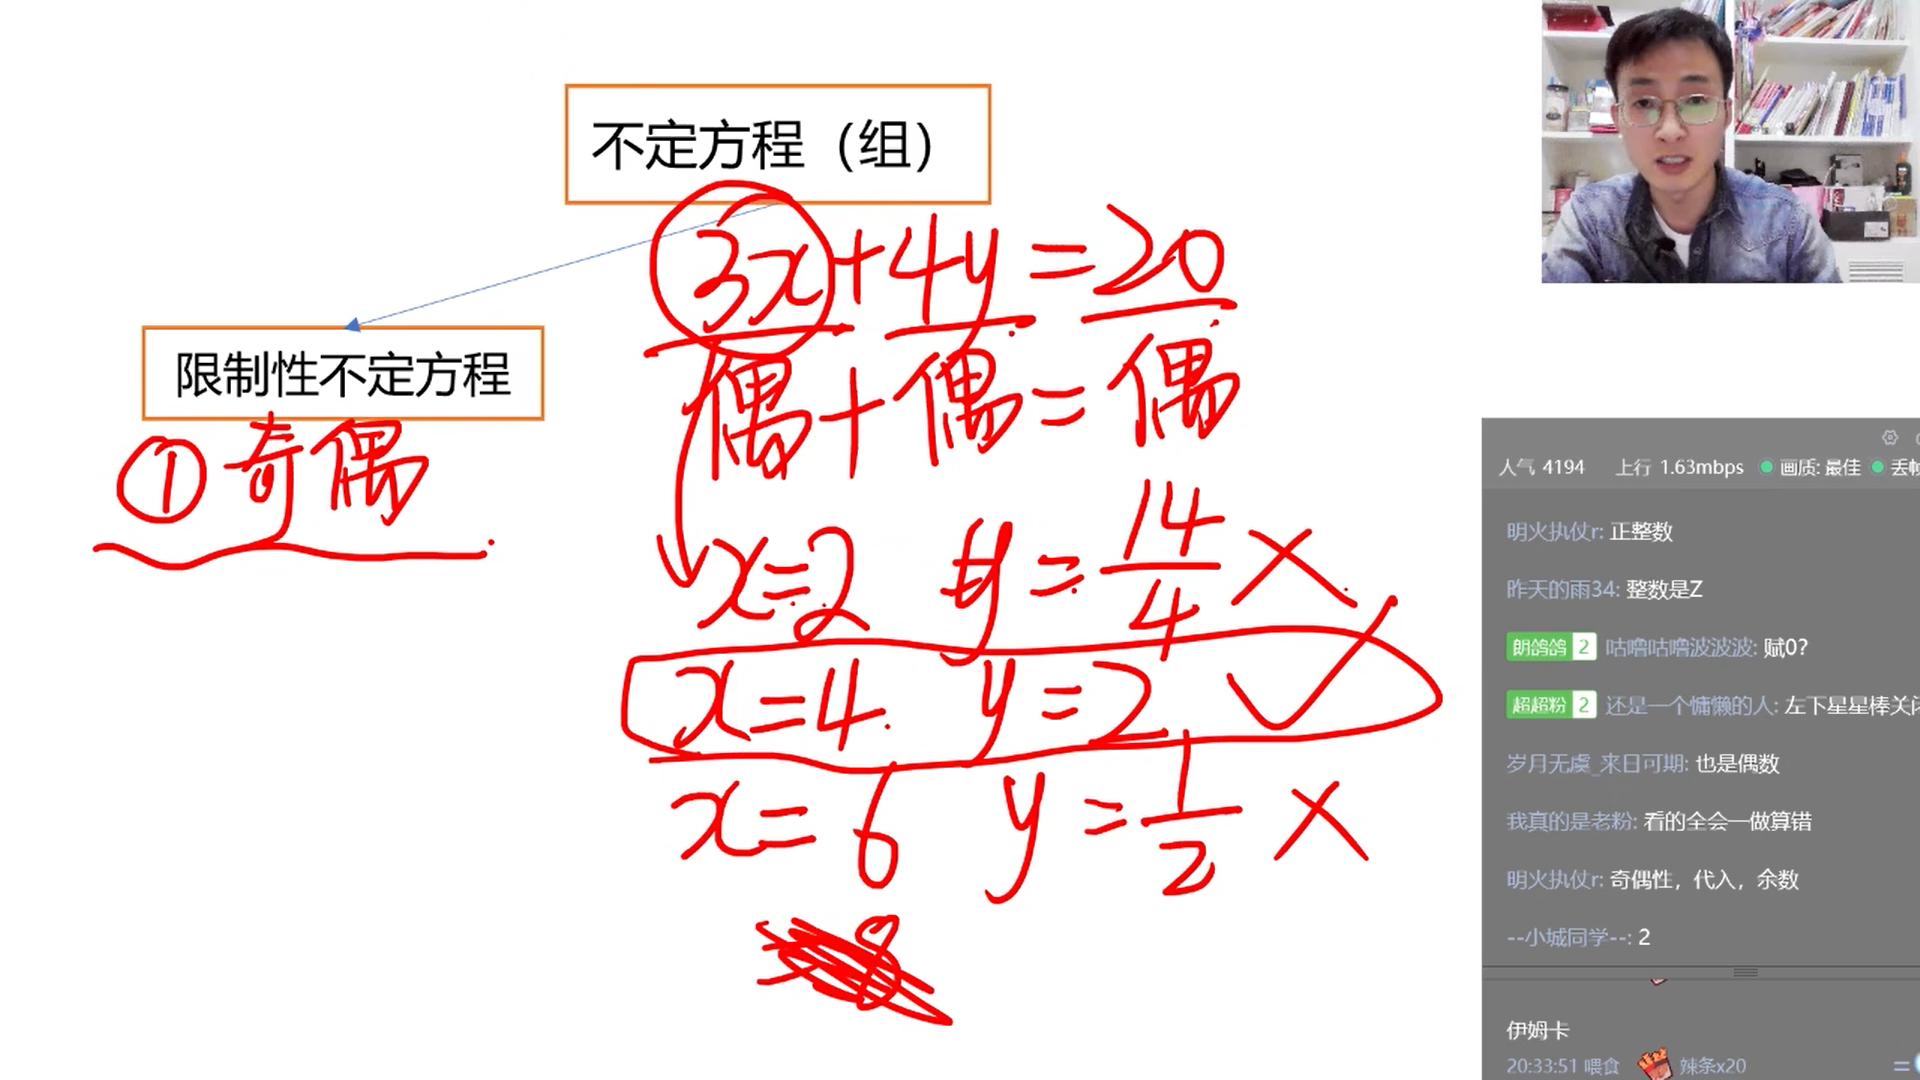 不定方程（组）
3x+4y=20
限制性不定方程
偶+偶=偶
①奇偶
x=2 y=14/4 ×
x=4 y=2 ✓
x=6 y=1/2 ×
人气 4194 上行 1.63mbps 画质: 最佳 丢帧
明火执仗r: 正整数
昨天的雨34: 整数是Z
朗鸽鸽 2 咕噜咕噜波波波: 赋0?
超超粉 2 还是一个慵懒的人: 左下星星棒关闭
岁月无虞_来日可期: 也是偶数
我真的是老粉: 看的全会一做算错
明火执仗r: 奇偶性，代入，余数
--小城同学--: 2
伊姆卡
20:33:51 喂食 辣条x20